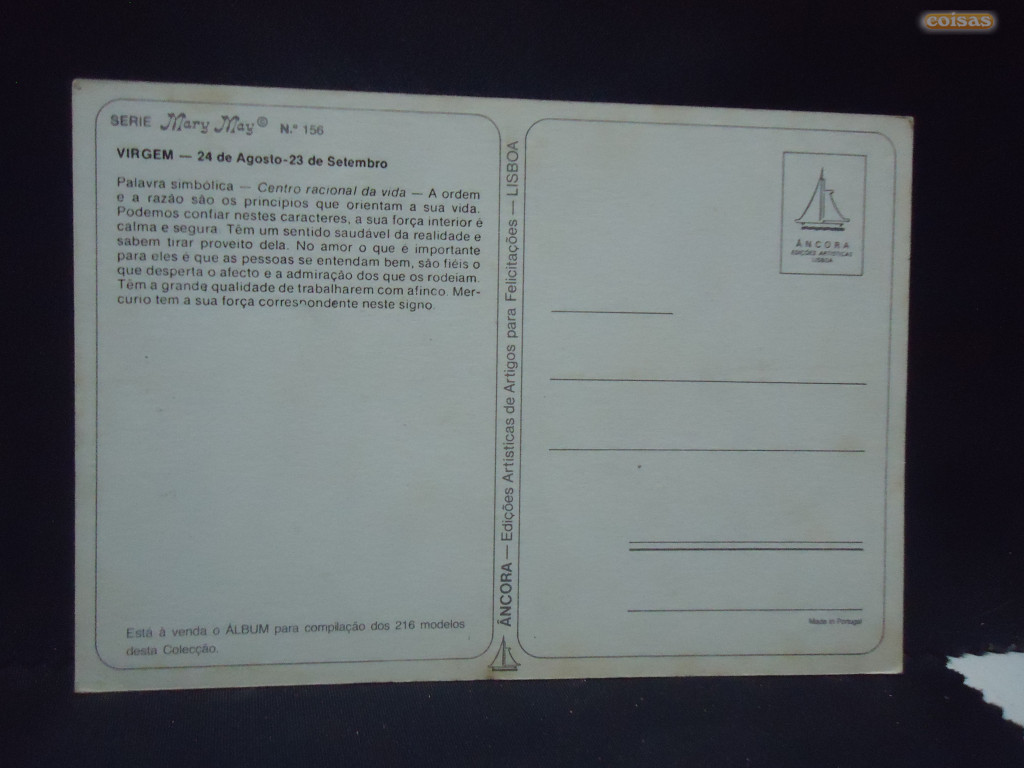 coisas
SERIE Mary May© N.º 156
VIRGEM — 24 de Agosto-23 de Setembro
Palavra simbólica — Centro racional da vida — A ordem
e a razão são os princípios que orientam a sua vida.
Podemos confiar nestes caracteres, a sua força interior é
calma e segura. Têm um sentido saudável da realidade e
sabem tirar proveito dela. No amor o que é importante
para eles é que as pessoas se entendam bem, são fiéis o
que desperta o afecto e a admiração dos que os rodeiam.
Têm a grande qualidade de trabalharem com afinco. Mer-
cúrio tem a sua força correspondente neste signo.
Está à venda o ÁLBUM para compilação dos 216 modelos
desta Colecção.
ÂNCORA — Edições Artísticas de Artigos para Felicitações — LISBOA
ÂNCORA
EDIÇÕES ARTÍSTICAS
LISBOA
Made in Portugal